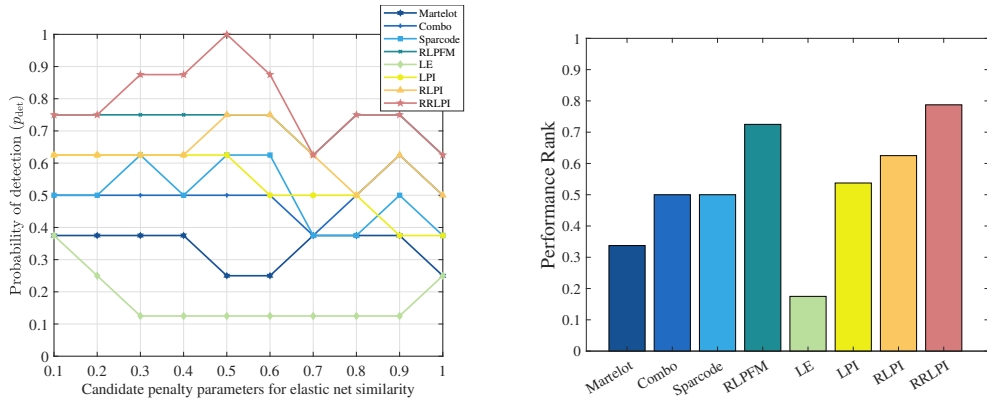 Martelot
Combo
Sparcode
RLPFM
LE
LPI
RLPI
RRLPI
Probability of detection (p_det)
1
0.9
0.8
0.7
0.6
0.5
0.4
0.3
0.2
0.1
0
0.1 0.2 0.3 0.4 0.5 0.6 0.7 0.8 0.9 1
Candidate penalty parameters for elastic net similarity
Performance Rank
1
0.9
0.8
0.7
0.6
0.5
0.4
0.3
0.2
0.1
0
Martelot Combo Sparcode RLPFM LE LPI RLPI RRLPI